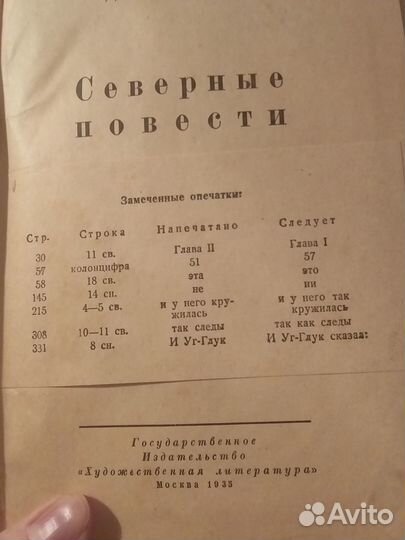 Северные
повести
Замеченные опечатки:
Стр. Строка Напечатано Следует
30 11 св. Глава II Глава I
57 колонцифра 51 57
58 18 св. эта это
145 14 сн. не ни
215 4—5 св. и у него кру- и у него так
жилась кружилась
308 10—11 св. так следы так как следы
331 8 сн. И Уг-Глук И Уг-Глук сказал:
Государственное
Издательство
«Художественная литература»
Москва 1935
Avito